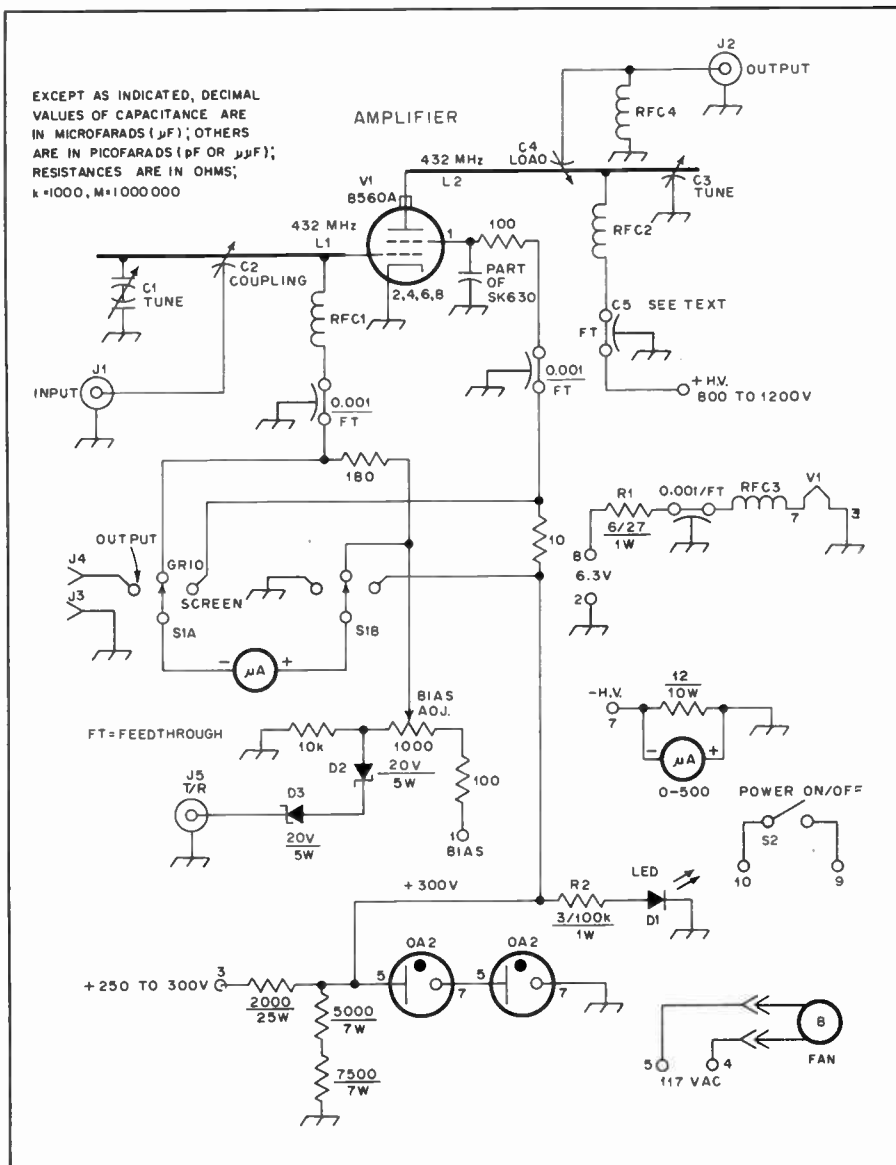 EXCEPT AS INDICATED, DECIMAL
VALUES OF CAPACITANCE ARE
IN MICROFARADS (µF); OTHERS
ARE IN PICOFARADS (pF OR µµF);
RESISTANCES ARE IN OHMS;
k=1000, M=1000000
AMPLIFIER
J2
OUTPUT
RFC4
C4
LOAD
432 MHz
L2
C3
TUNE
V1
8560A
432 MHz
L1
1
100
RFC2
C2
COUPLING
C1
TUNE
PART
OF
SK630
2,4,6,8
RFC1
C5
SEE TEXT
FT
J1
INPUT
0.001
FT
0.001
FT
+ H.V.
800 TO 1200V
180
R1
6/27
1W
0.001/FT
RFC3
V1
7
3
OUTPUT
J4
J3
GRID
SCREEN
10
8
6.3V
2
S1A
S1B
- µA +
BIAS
ADJ.
FT=FEEDTHROUGH
10k
1000
D2
20V
5W
100
J5
T/R
D3
20V
5W
1
BIAS
-H.V.
7
12
10W
- µA +
0-500
POWER ON/OFF
S2
10
9
+300V
R2
3/100k
1W
LED
D1
OA2
OA2
+250 TO 300V
3
2000
25W
5
7
5
7
5000
7W
7500
7W
B
FAN
5
4
117 VAC